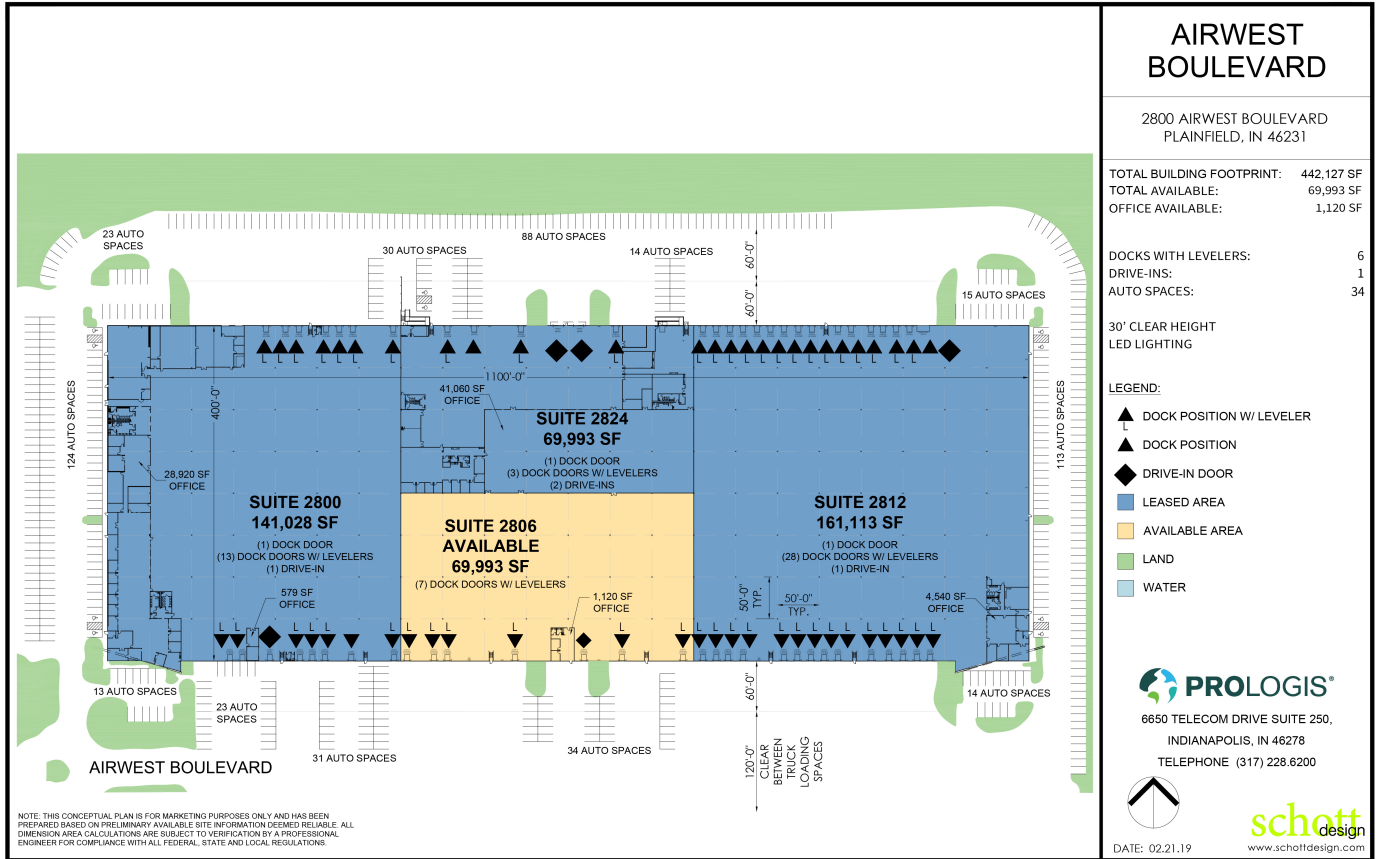 23 AUTO
SPACES
30 AUTO SPACES
88 AUTO SPACES
14 AUTO SPACES
60'-0"
60'-0"
15 AUTO SPACES
124 AUTO SPACES
113 AUTO SPACES
1100'-0"
400'-0"
41,060 SF
OFFICE
SUITE 2824
69,993 SF
(1) DOCK DOOR
(3) DOCK DOORS W/ LEVELERS
(2) DRIVE-INS
28,920 SF
OFFICE
SUITE 2800
141,028 SF
(1) DOCK DOOR
(13) DOCK DOORS W/ LEVELERS
(1) DRIVE-IN
SUITE 2806
AVAILABLE
69,993 SF
(7) DOCK DOORS W/ LEVELERS
SUITE 2812
161,113 SF
(1) DOCK DOOR
(28) DOCK DOORS W/ LEVELERS
(1) DRIVE-IN
579 SF
OFFICE
1,120 SF
OFFICE
50'-0"
TYP.
50'-0"
TYP.
4,540 SF
OFFICE
13 AUTO SPACES
23 AUTO
SPACES
31 AUTO SPACES
34 AUTO SPACES
14 AUTO SPACES
60'-0"
120'-0"
CLEAR
BETWEEN
TRUCK
LOADING
SPACES
AIRWEST BOULEVARD
NOTE: THIS CONCEPTUAL PLAN IS FOR MARKETING PURPOSES ONLY AND HAS BEEN
PREPARED BASED ON PRELIMINARY AVAILABLE SITE INFORMATION DEEMED RELIABLE. ALL
DIMENSION AREA CALCULATIONS ARE SUBJECT TO VERIFICATION BY A PROFESSIONAL
ENGINEER FOR COMPLIANCE WITH ALL FEDERAL, STATE AND LOCAL REGULATIONS.
AIRWEST
BOULEVARD
2800 AIRWEST BOULEVARD
PLAINFIELD, IN 46231
TOTAL BUILDING FOOTPRINT: 442,127 SF
TOTAL AVAILABLE: 69,993 SF
OFFICE AVAILABLE: 1,120 SF
DOCKS WITH LEVELERS: 6
DRIVE-INS: 1
AUTO SPACES: 34
30' CLEAR HEIGHT
LED LIGHTING
LEGEND:
DOCK POSITION W/ LEVELER
L
DOCK POSITION
DRIVE-IN DOOR
LEASED AREA
AVAILABLE AREA
LAND
WATER
PROLOGIS®
6650 TELECOM DRIVE SUITE 250,
INDIANAPOLIS, IN 46278
TELEPHONE (317) 228.6200
schott
design
DATE: 02.21.19
www.schottdesign.com